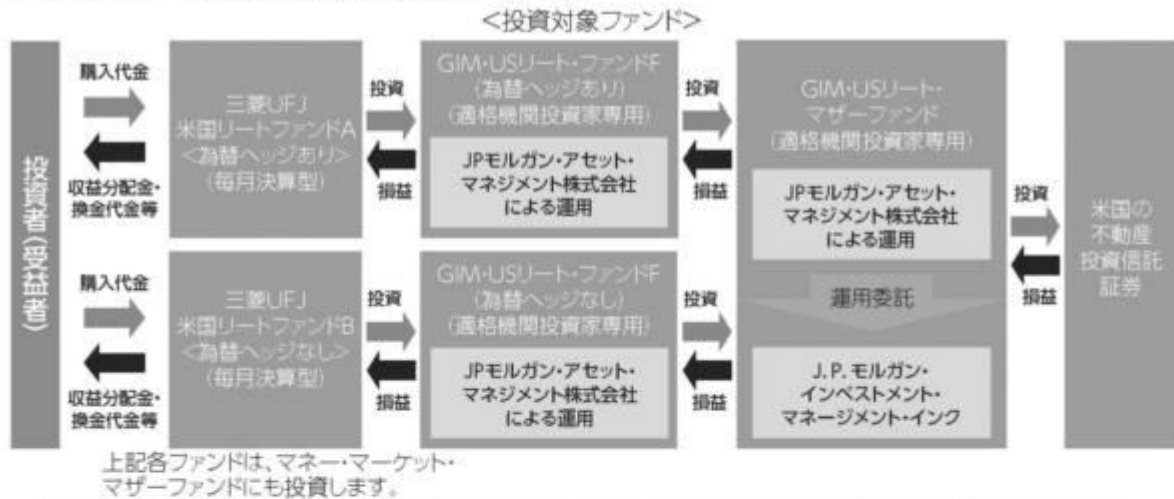 ＜投資対象ファンド＞
投資者(受益者)
購入代金
収益分配金・
換金代金等
三菱UFJ
米国リートファンドA
＜為替ヘッジあり＞
(毎月決算型)
投資
損益
GIM・USリート・ファンドF
(為替ヘッジあり)
(適格機関投資家専用)
JPモルガン・アセット・
マネジメント株式会社
による運用
投資
損益
購入代金
収益分配金・
換金代金等
三菱UFJ
米国リートファンドB
＜為替ヘッジなし＞
(毎月決算型)
投資
損益
GIM・USリート・ファンドF
(為替ヘッジなし)
(適格機関投資家専用)
JPモルガン・アセット・
マネジメント株式会社
による運用
投資
損益
GIM・USリート・
マザーファンド
(適格機関投資家専用)
JPモルガン・アセット・
マネジメント株式会社
による運用
運用委託
J.P.モルガン・
インベストメント・
マネージメント・インク
投資
損益
米国の
不動産
投資信託
証券
上記各ファンドは、マネー・マーケット・
マザーファンドにも投資します。